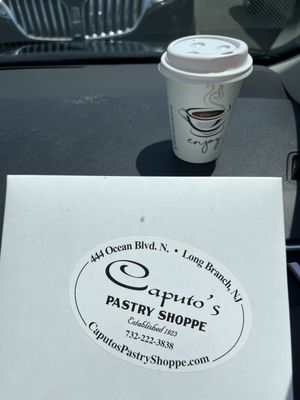 enjoy
444 Ocean Blvd. N. • Long Branch, NJ
Caputo's
PASTRY SHOPPE
Established 1923
732-222-3838
CaputosPastryShoppe.com